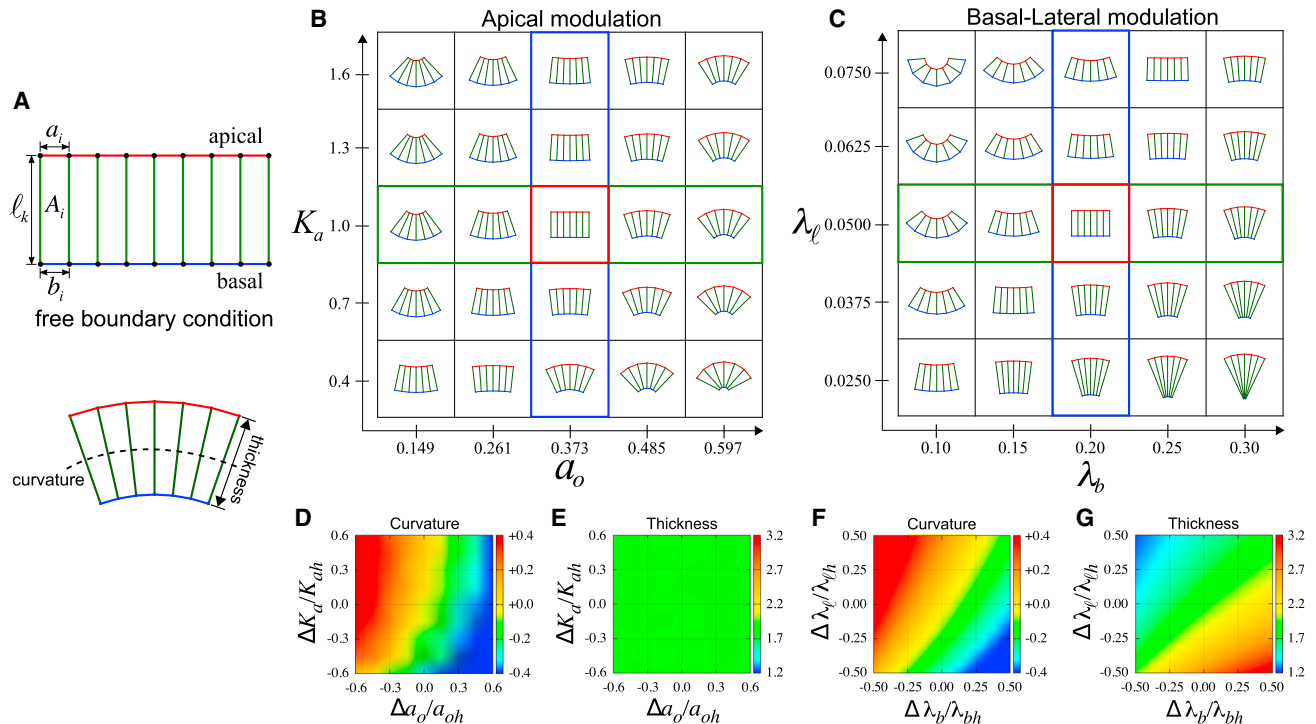 A
a_i
apical
ℓ_k
A_i
b_i
basal
free boundary condition
curvature
thickness
B
Apical modulation
K_a
1.6
1.3
1.0
0.7
0.4
0.149 0.261 0.373 0.485 0.597
a_o
C
Basal-Lateral modulation
λ_ℓ
0.0750
0.0625
0.0500
0.0375
0.0250
0.10 0.15 0.20 0.25 0.30
λ_b
D
Curvature
ΔK_a/K_ah
0.6
0.3
0.0
-0.3
-0.6
-0.6 -0.3 0.0 0.3 0.6
Δa_o/a_oh
+0.4
+0.2
+0.0
-0.2
-0.4
E
Thickness
ΔK_a/K_ah
0.6
0.3
0.0
-0.3
-0.6
-0.6 -0.3 0.0 0.3 0.6
Δa_o/a_oh
3.2
2.7
2.2
1.7
1.2
F
Curvature
Δλ_ℓ/λ_ℓh
0.50
0.25
0.00
-0.25
-0.50
-0.50 -0.25 0.00 0.25 0.50
Δλ_b/λ_bh
+0.4
+0.2
+0.0
-0.2
-0.4
G
Thickness
Δλ_ℓ/λ_ℓh
0.50
0.25
0.00
-0.25
-0.50
-0.50 -0.25 0.00 0.25 0.50
Δλ_b/λ_bh
3.2
2.7
2.2
1.7
1.2